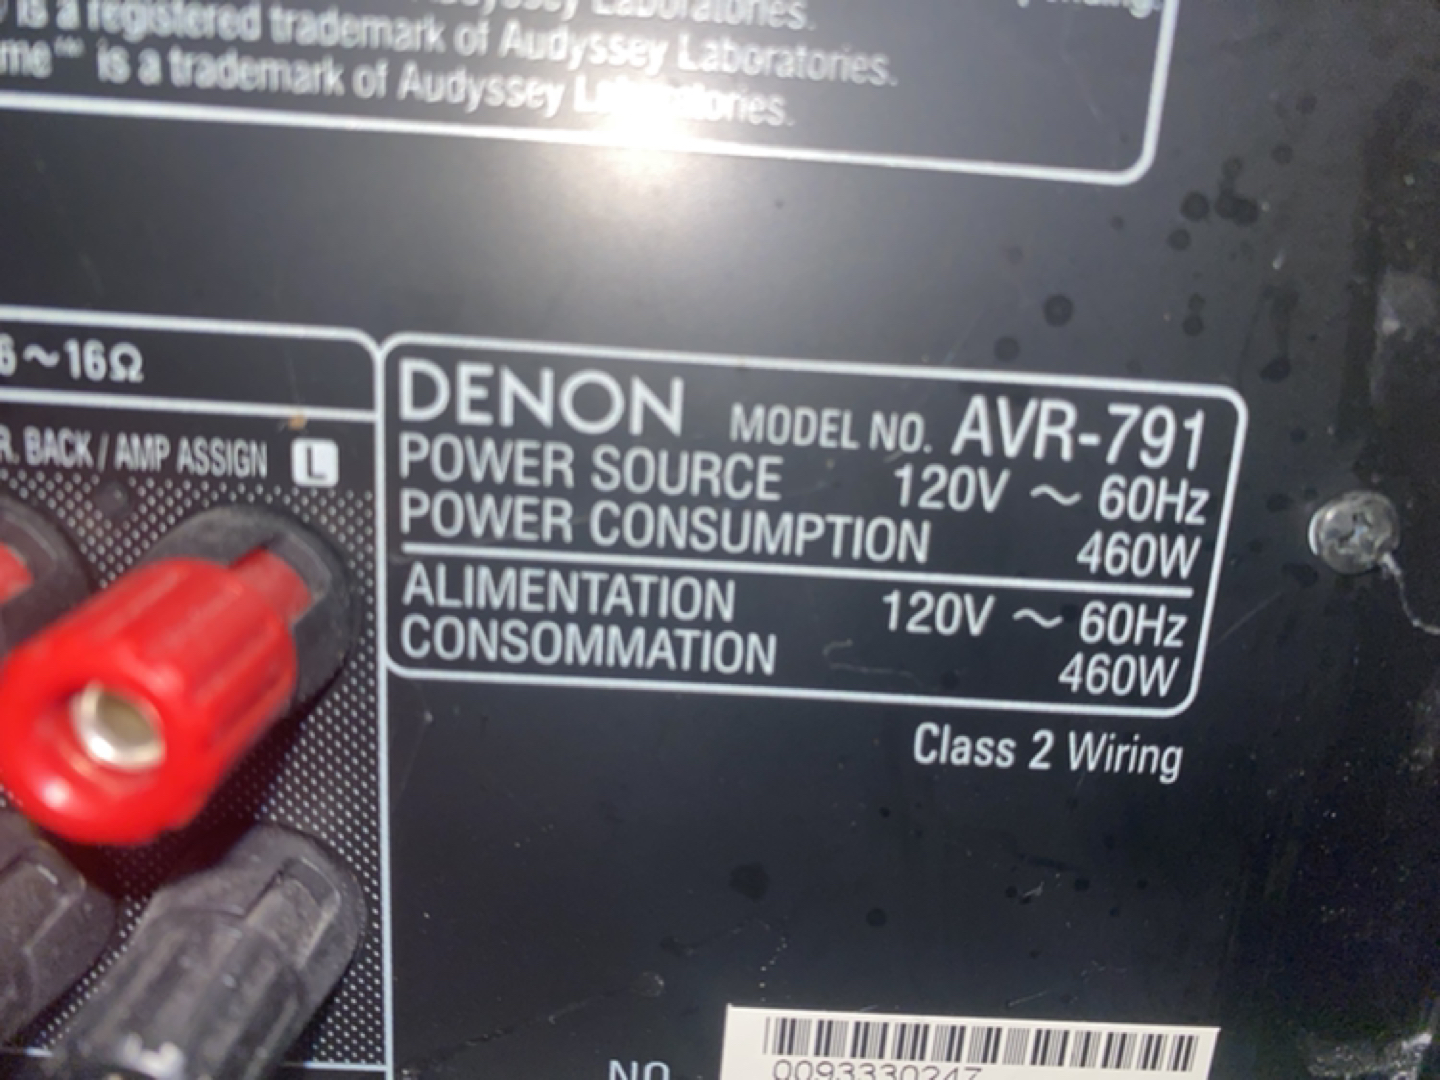 is a registered trademark of Audyssey Laboratories.
is a trademark of Audyssey Laboratories.
6~16Ω
R. BACK / AMP ASSIGN L
DENON MODEL NO. AVR-791
POWER SOURCE 120V ~ 60Hz
POWER CONSUMPTION 460W
ALIMENTATION 120V ~ 60Hz
CONSOMMATION 460W
Class 2 Wiring
NO.
0093330247